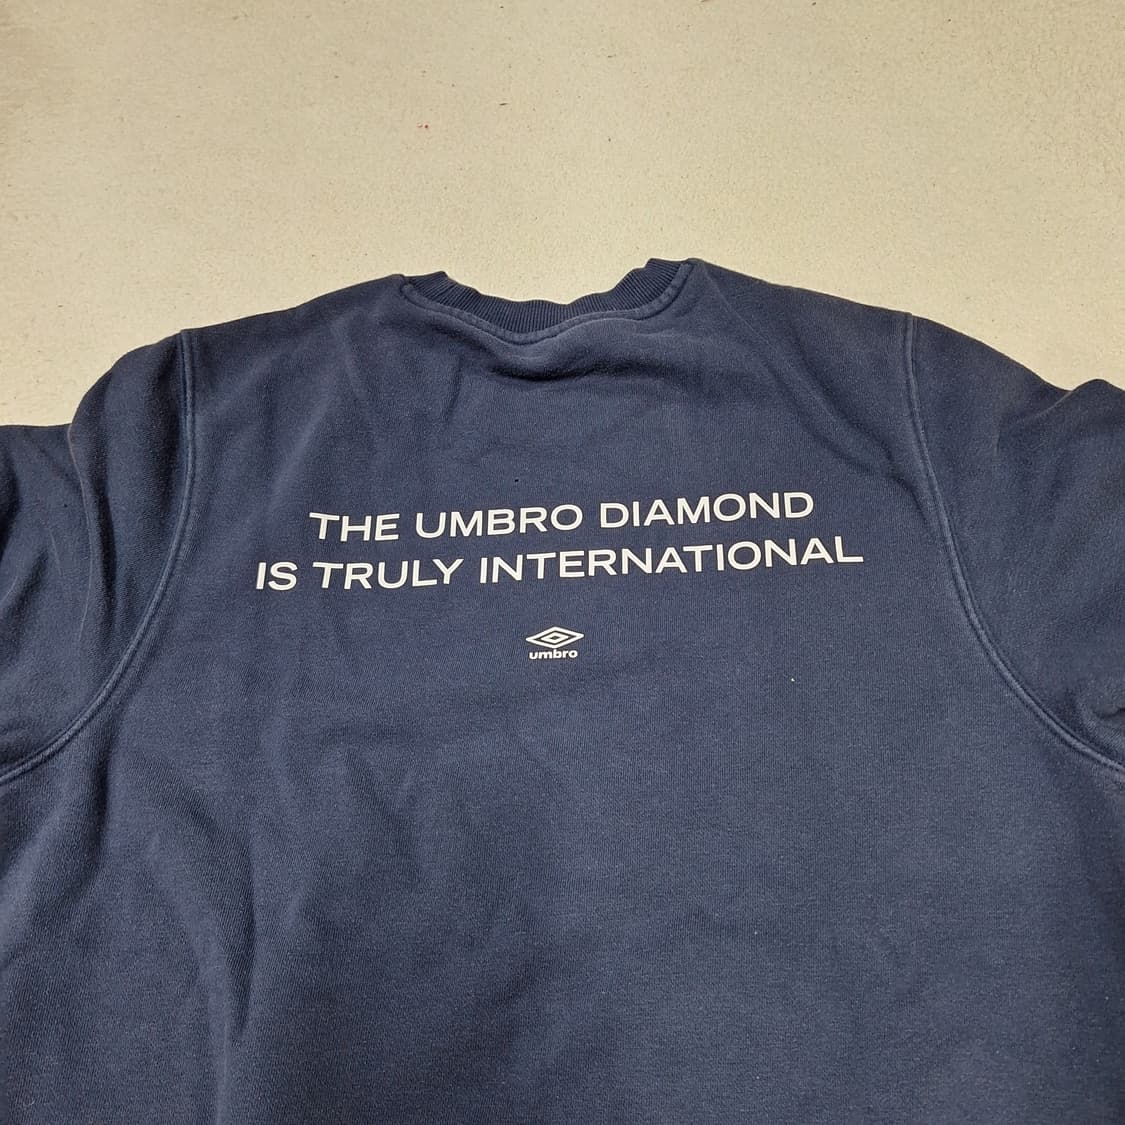 THE UMBRO DIAMOND
IS TRULY INTERNATIONAL
umbro